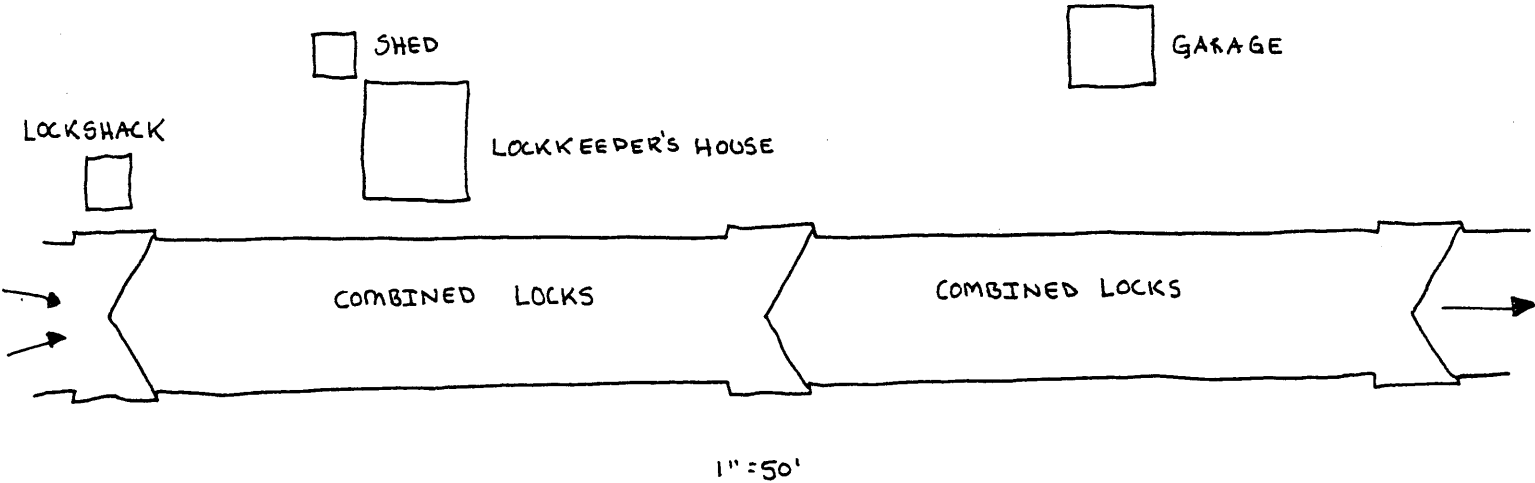 SHED
GARAGE
LOCKSHACK
LOCKKEEPER'S HOUSE
COMBINED LOCKS
COMBINED LOCKS
1"=50'